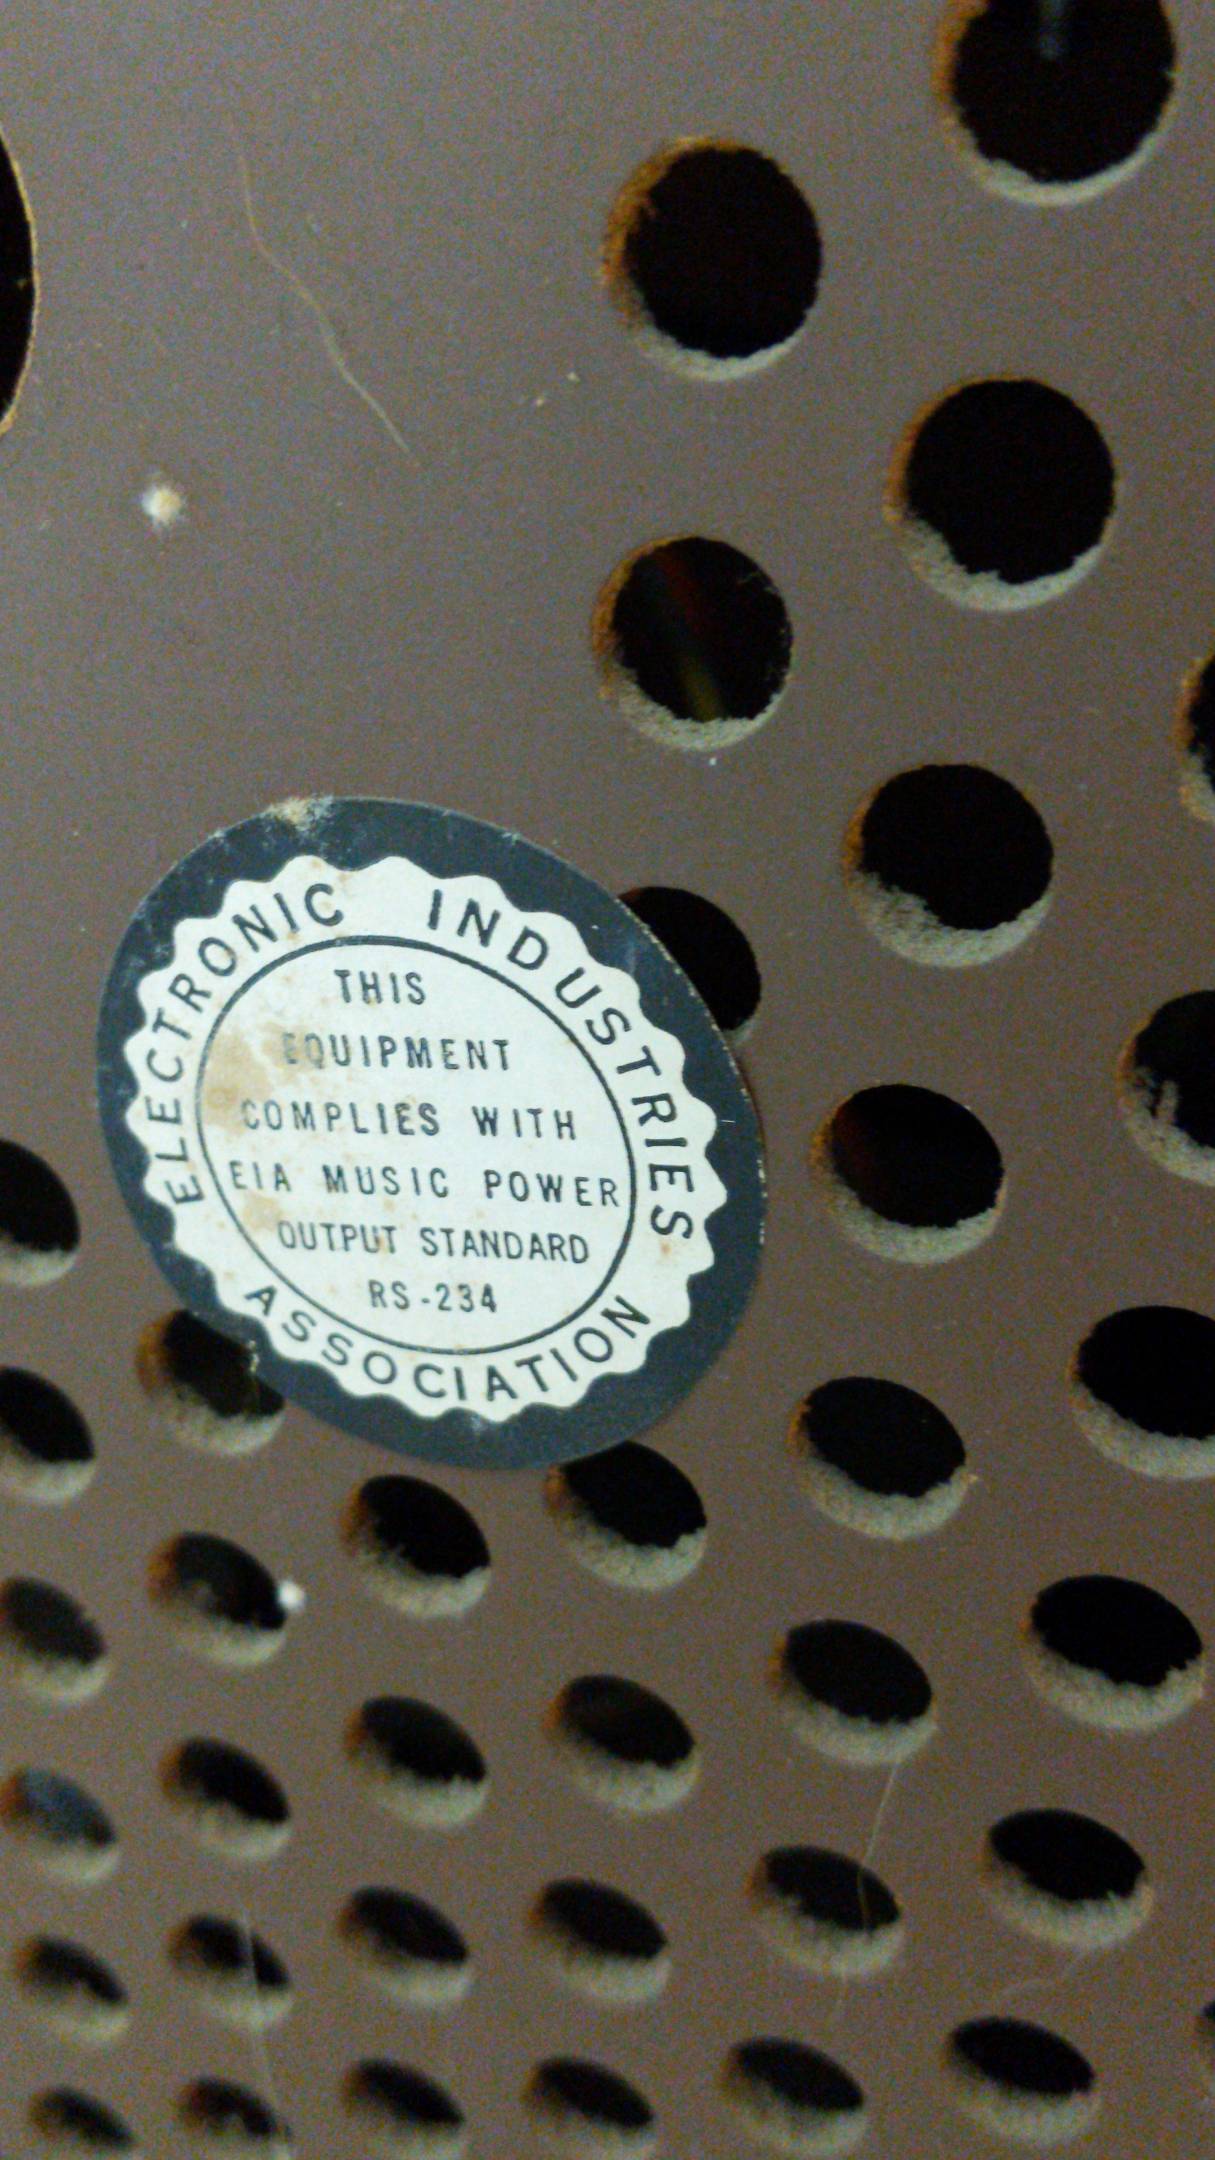 ELECTRONIC INDUSTRIES
THIS
EQUIPMENT
COMPLIES WITH
EIA MUSIC POWER
OUTPUT STANDARD
RS-234
ASSOCIATION